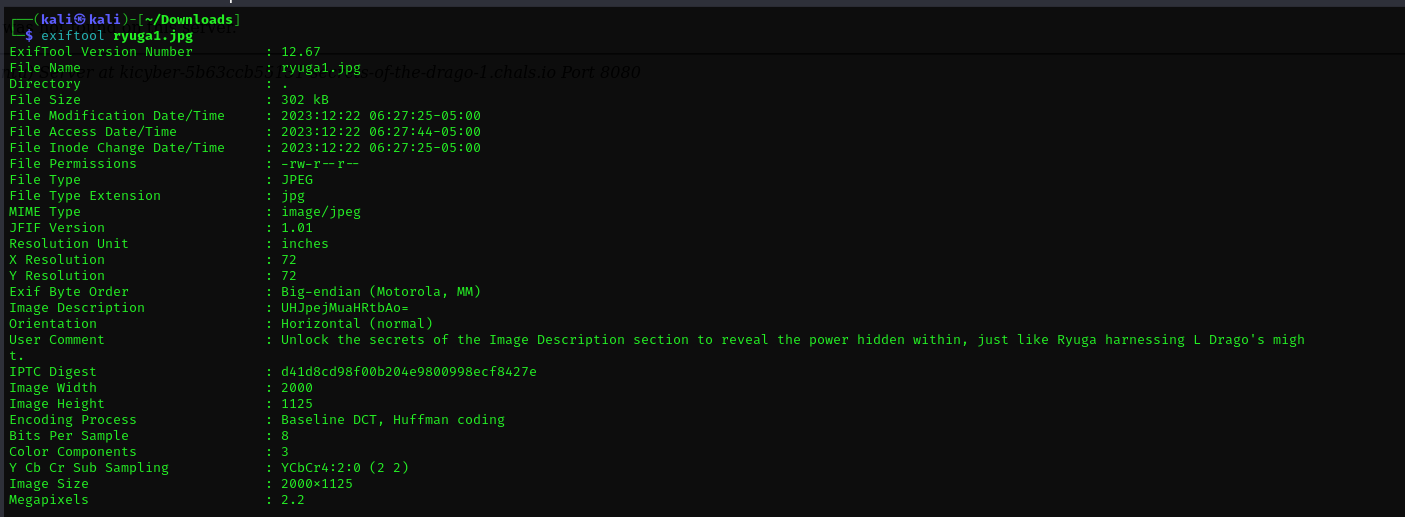 ┌──(kali㉿kali)-[~/Downloads]
└─$ exiftool ryuga1.jpg
ExifTool Version Number         : 12.67
File Name                       : ryuga1.jpg
Directory                       : .
File Size                       : 302 kB
File Modification Date/Time     : 2023:12:22 06:27:25-05:00
File Access Date/Time           : 2023:12:22 06:27:44-05:00
File Inode Change Date/Time     : 2023:12:22 06:27:25-05:00
File Permissions                : -rw-r--r--
File Type                       : JPEG
File Type Extension             : jpg
MIME Type                       : image/jpeg
JFIF Version                    : 1.01
Resolution Unit                 : inches
X Resolution                    : 72
Y Resolution                    : 72
Exif Byte Order                 : Big-endian (Motorola, MM)
Image Description               : UHJpejMuaHRtbAo=
Orientation                     : Horizontal (normal)
User Comment                    : Unlock the secrets of the Image Description section to reveal the power hidden within, just like Ryuga harnessing L Drago's migh
t.
IPTC Digest                     : d41d8cd98f00b204e9800998ecf8427e
Image Width                     : 2000
Image Height                    : 1125
Encoding Process                : Baseline DCT, Huffman coding
Bits Per Sample                 : 8
Color Components                : 3
Y Cb Cr Sub Sampling            : YCbCr4:2:0 (2 2)
Image Size                      : 2000×1125
Megapixels                      : 2.2
server.
at kicyber-5b63ccb
-of-the-drago-1.chals.io Port 8080